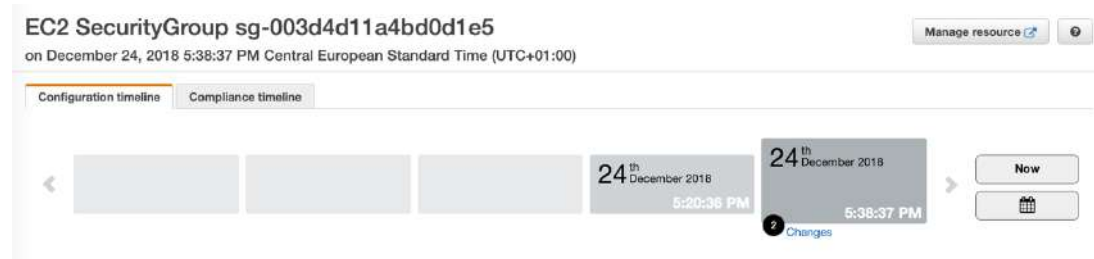 EC2 SecurityGroup sg-003d4d11a4bd0d1e5
Manage resource
on December 24, 2018 5:38:37 PM Central European Standard Time (UTC+01:00)
Configuration timeline
Compliance timeline
24th December 2018
5:20:36 PM
24th December 2018
5:38:37 PM
2 Changes
Now